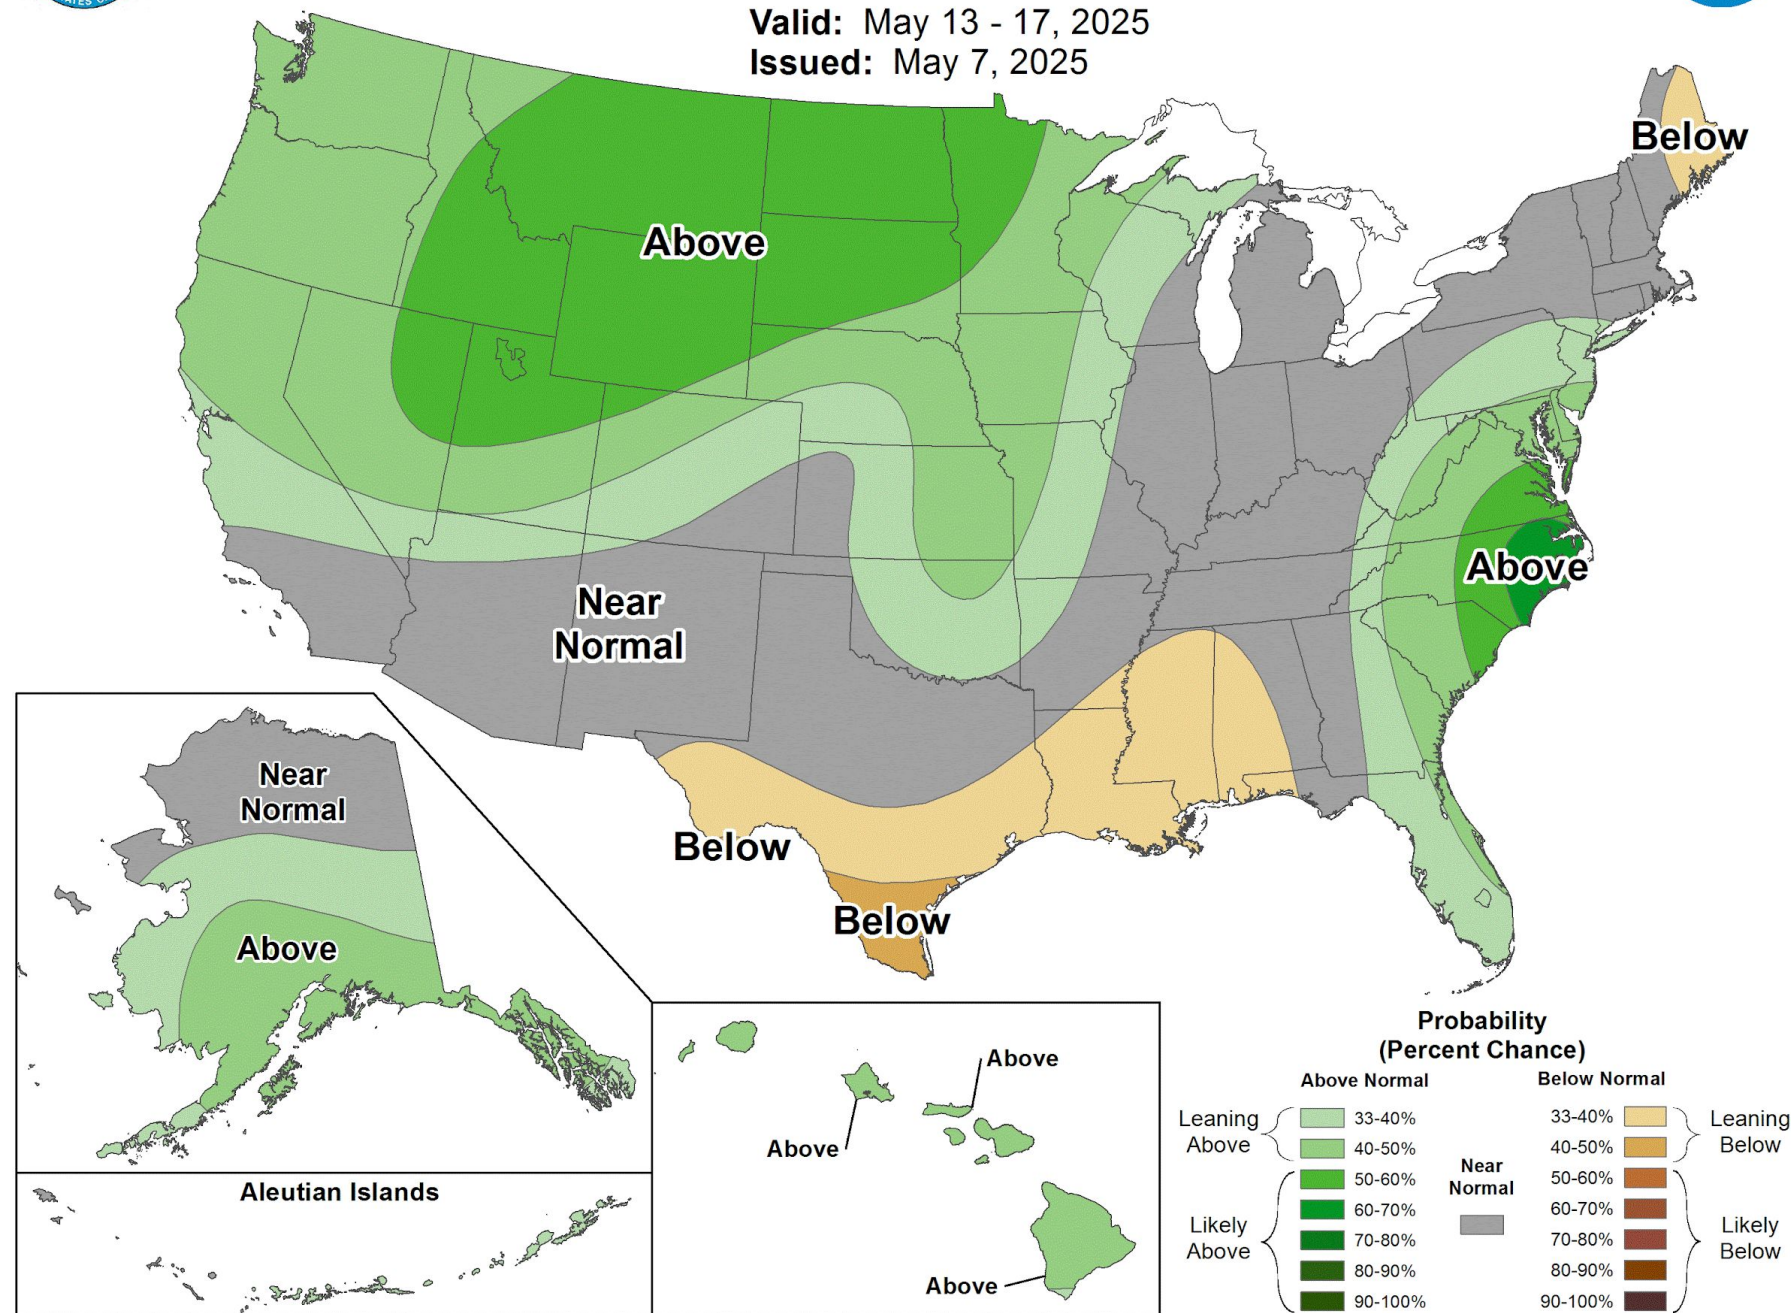 ATES O
Valid: May 13 - 17, 2025
Issued: May 7, 2025
Below
Above
Above
Near
Normal
Near
Normal
Below
Below
Above
Above
Above
Above
Aleutian Islands
Probability
(Percent Chance)
Above Normal
Below Normal
Leaning
Above
33-40%
40-50%
50-60%
60-70%
70-80%
80-90%
90-100%
Likely
Above
Near
Normal
33-40%
40-50%
50-60%
60-70%
70-80%
80-90%
90-100%
Leaning
Below
Likely
Below